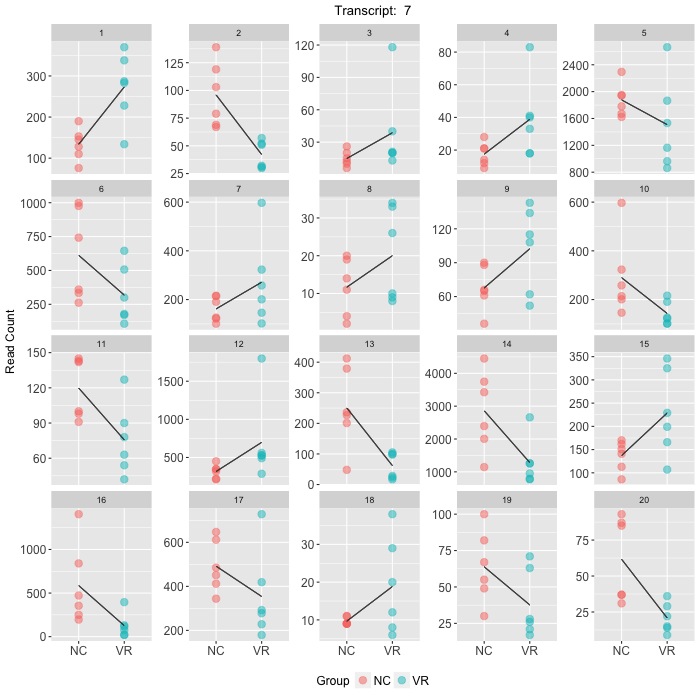 Transcript: 7
1 2 3 4 5
300 200 100
125 100 75 50 25
120 90 60 30
80 60 40 20
2400 2000 1600 1200 800
6 7 8 9 10
1000 750 500 250
600 400 200
30 20 10
120 90 60
600 400 200
Read Count
11 12 13 14 15
150 120 90 60
1500 1000 500
400 300 200 100 0
4000 3000 2000 1000
350 300 250 200 150 100
16 17 18 19 20
1000 500 0
600 400 200
30 20 10
100 75 50 25
75 50 25
NC VR NC VR NC VR NC VR NC VR
Group NC VR